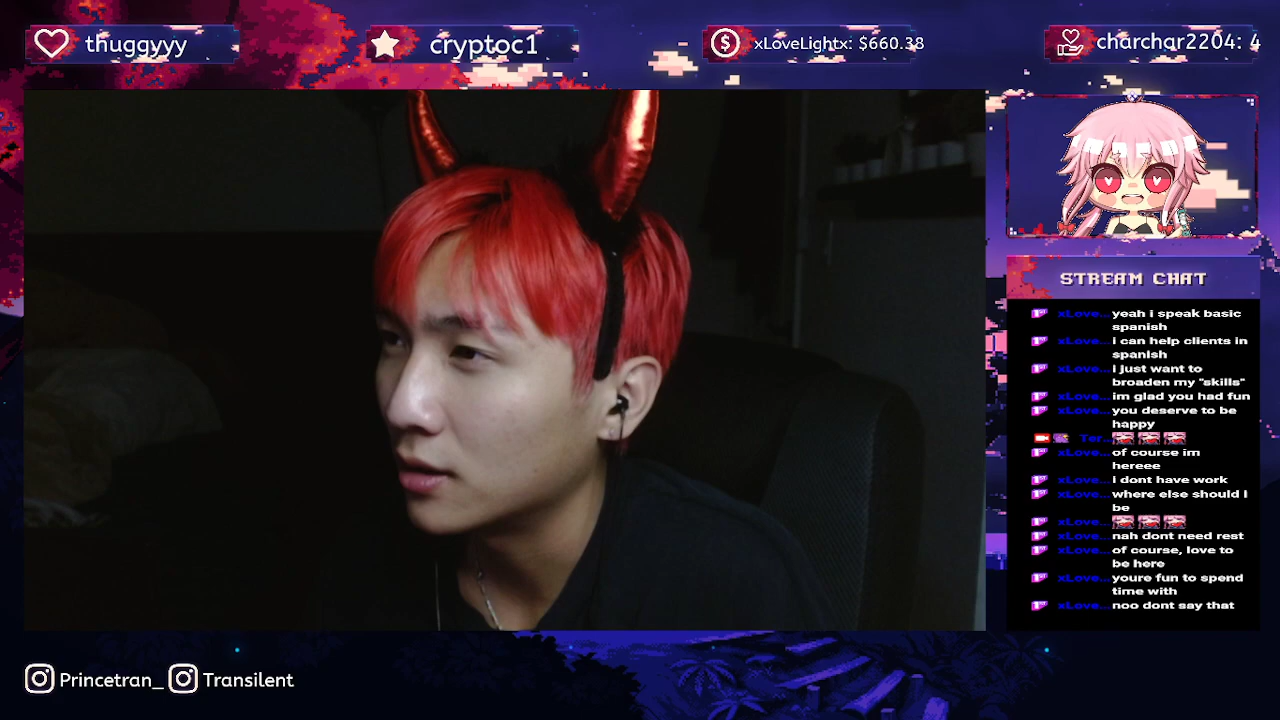 thuggyyy
cryptoc1
xLoveLightx: $660.38
charchar2204: 4
STREAM CHAT
xLove... yeah i speak basic
spanish
xLove... i can help clients in
spanish
xLove... i just want to
broaden my "skills"
xLove... im glad you had fun
xLove... you deserve to be
happy
Ter...
xLove... of course im
hereee
xLove... i dont have work
xLove... where else should i
be
xLove...
xLove... nah dont need rest
xLove... of course, love to
be here
xLove... youre fun to spend
time with
xLove... noo dont say that
Princetran_ Transilent